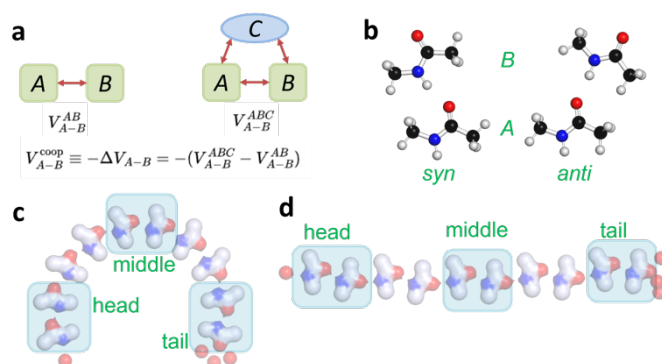 a
C
A
B
A
B
V_{A-B}^{AB}
V_{A-B}^{ABC}
V_{A-B}^{coop} ≡ −ΔV_{A−B} = −(V_{A−B}^{ABC} − V_{A−B}^{AB})
b
B
A
syn
anti
c
middle
head
tail
d
head
middle
tail